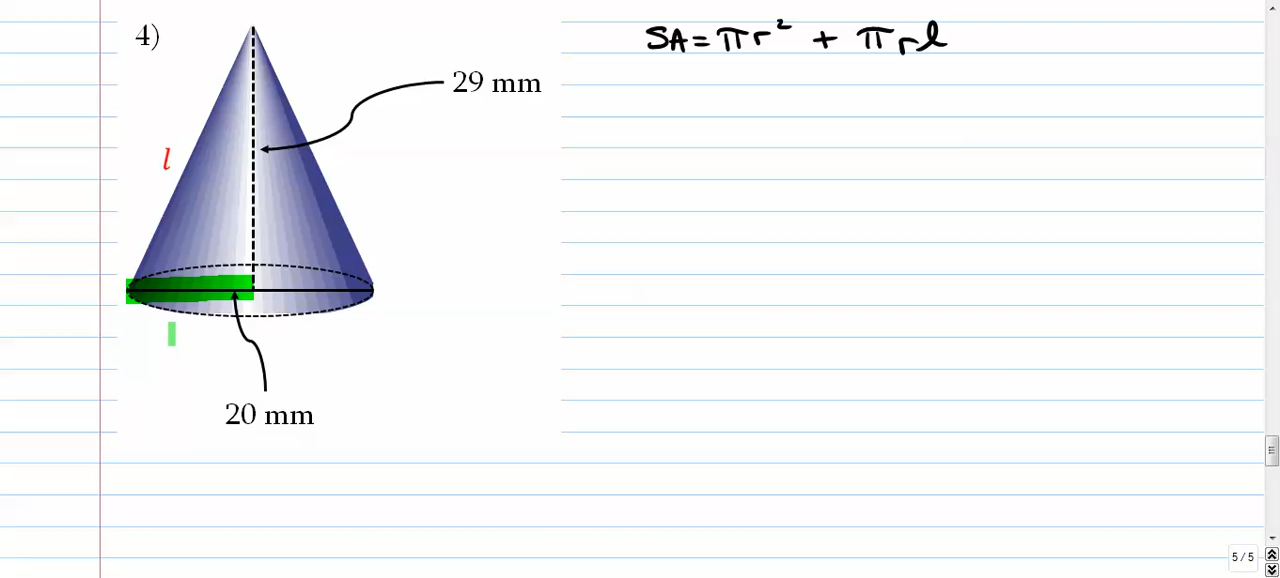 4)
SA = πr² + πrl
29 mm
l
20 mm
5 / 5